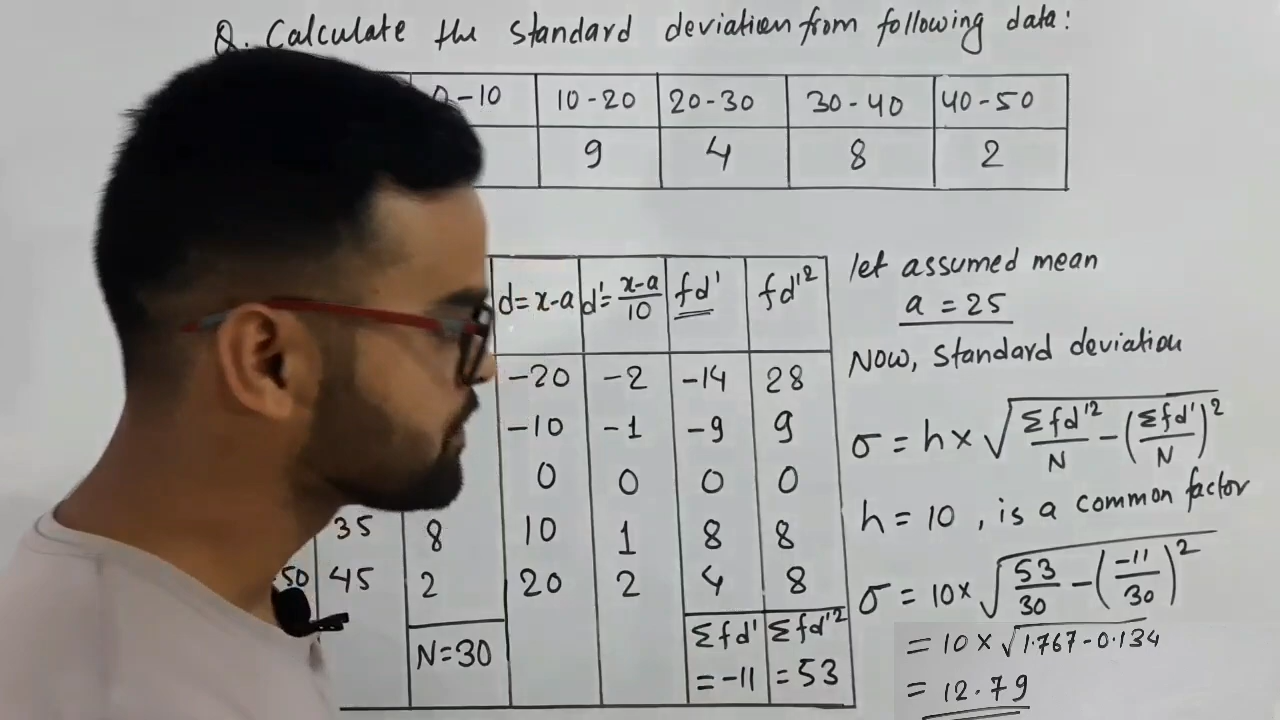 Q. Calculate the standard deviation from following data:
0-10 10-20 20-30 30-40 40-50
9 4 8 2
d=x-a d'=x-a/10 fd' fd'²
-20 -2 -14 28
-10 -1 -9 9
0 0 0 0
35 8 10 1 8 8
50 45 2 20 2 4 8
N=30 Σfd' =-11 Σfd'² =53
let assumed mean
a = 25
Now, standard deviation
σ = h × √Σfd'²/N - (Σfd'/N)²
h = 10 , is a common factor
σ = 10× √53/30 - (-11/30)²
= 10 × √1.767-0.134
= 12.79